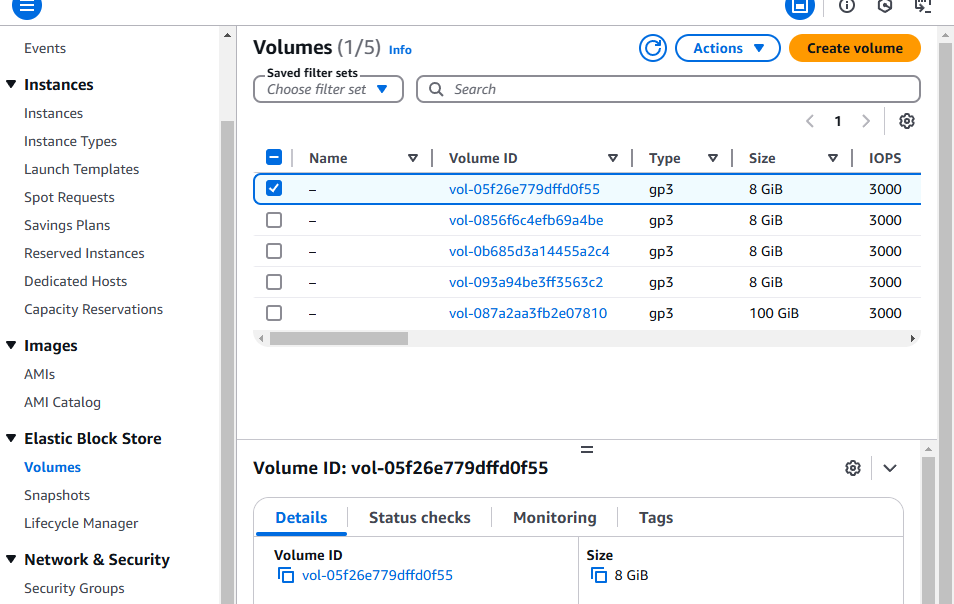 Events
Instances
Instances
Instance Types
Launch Templates
Spot Requests
Savings Plans
Reserved Instances
Dedicated Hosts
Capacity Reservations
Images
AMIs
AMI Catalog
Elastic Block Store
Volumes
Snapshots
Lifecycle Manager
Network & Security
Security Groups
Volumes (1/5) Info
Actions
Create volume
Saved filter sets
Choose filter set
Search
1
Name Volume ID Type Size IOPS
– vol-05f26e779dffd0f55 gp3 8 GiB 3000
– vol-0856f6c4efb69a4be gp3 8 GiB 3000
– vol-0b685d3a14455a2c4 gp3 8 GiB 3000
– vol-093a94be3ff3563c2 gp3 8 GiB 3000
– vol-087a2aa3fb2e07810 gp3 100 GiB 3000
Volume ID: vol-05f26e779dffd0f55
Details Status checks Monitoring Tags
Volume ID
vol-05f26e779dffd0f55
Size
8 GiB